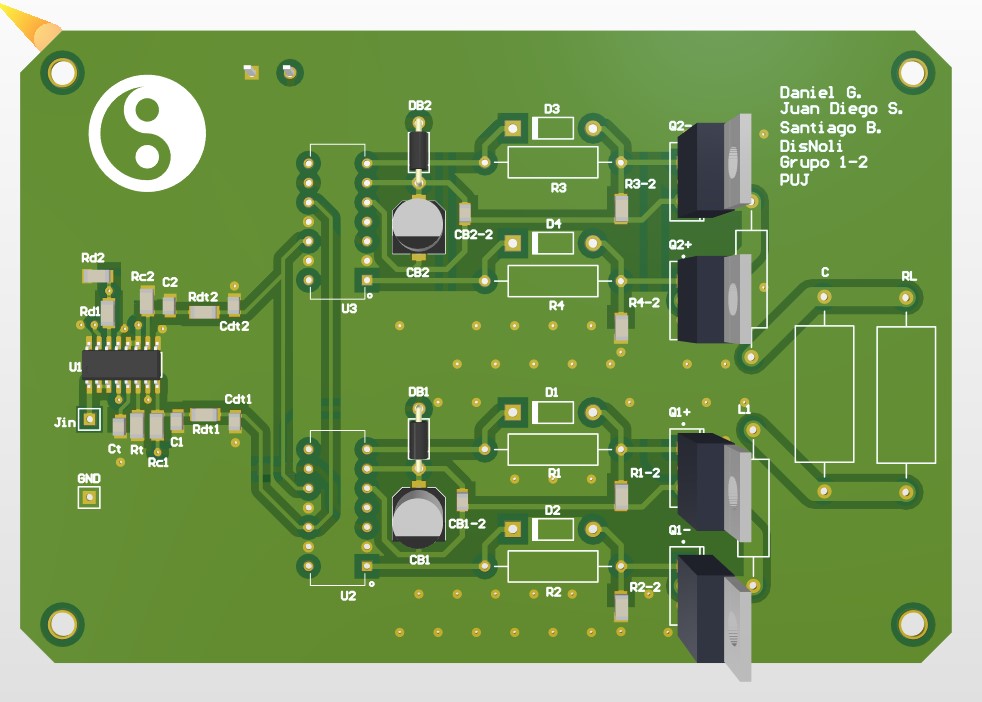 Daniel G.
Juan Diego S.
Santiago B.
DisNoli
Grupo 1-2
PUJ
DB2
D3
Q2-
R3
R3-2
CB2-2
D4
CB2
Q2+
R4
R4-2
U3
Rd2
Rc2
C2
Rdt2
Rd1
Cdt2
C
RL
U1
DB1
D1
Cdt1
Q1+
L1
Jin
Ct
Rt
C1
Rdt1
Rc1
R1
R1-2
GND
CB1-2
D2
Q1-
CB1
R2
R2-2
U2